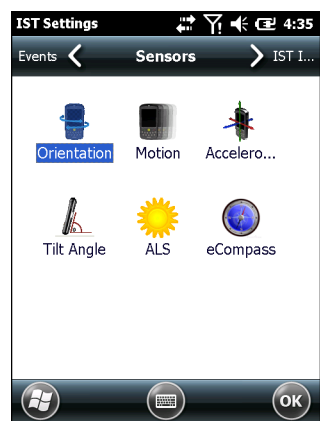 IST Settings 4:35
Events Sensors IST I...
Orientation Motion Accelero...
Tilt Angle ALS eCompass
OK